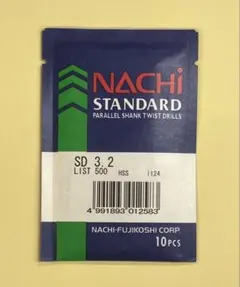 NACHi
STANDARD
PARALLEL SHANK TWIST DRILLS
SD 3.2
LIST 500 HSS 1124
4 991893 012583
NACHI-FUJIKOSHI CORP.
10PCS